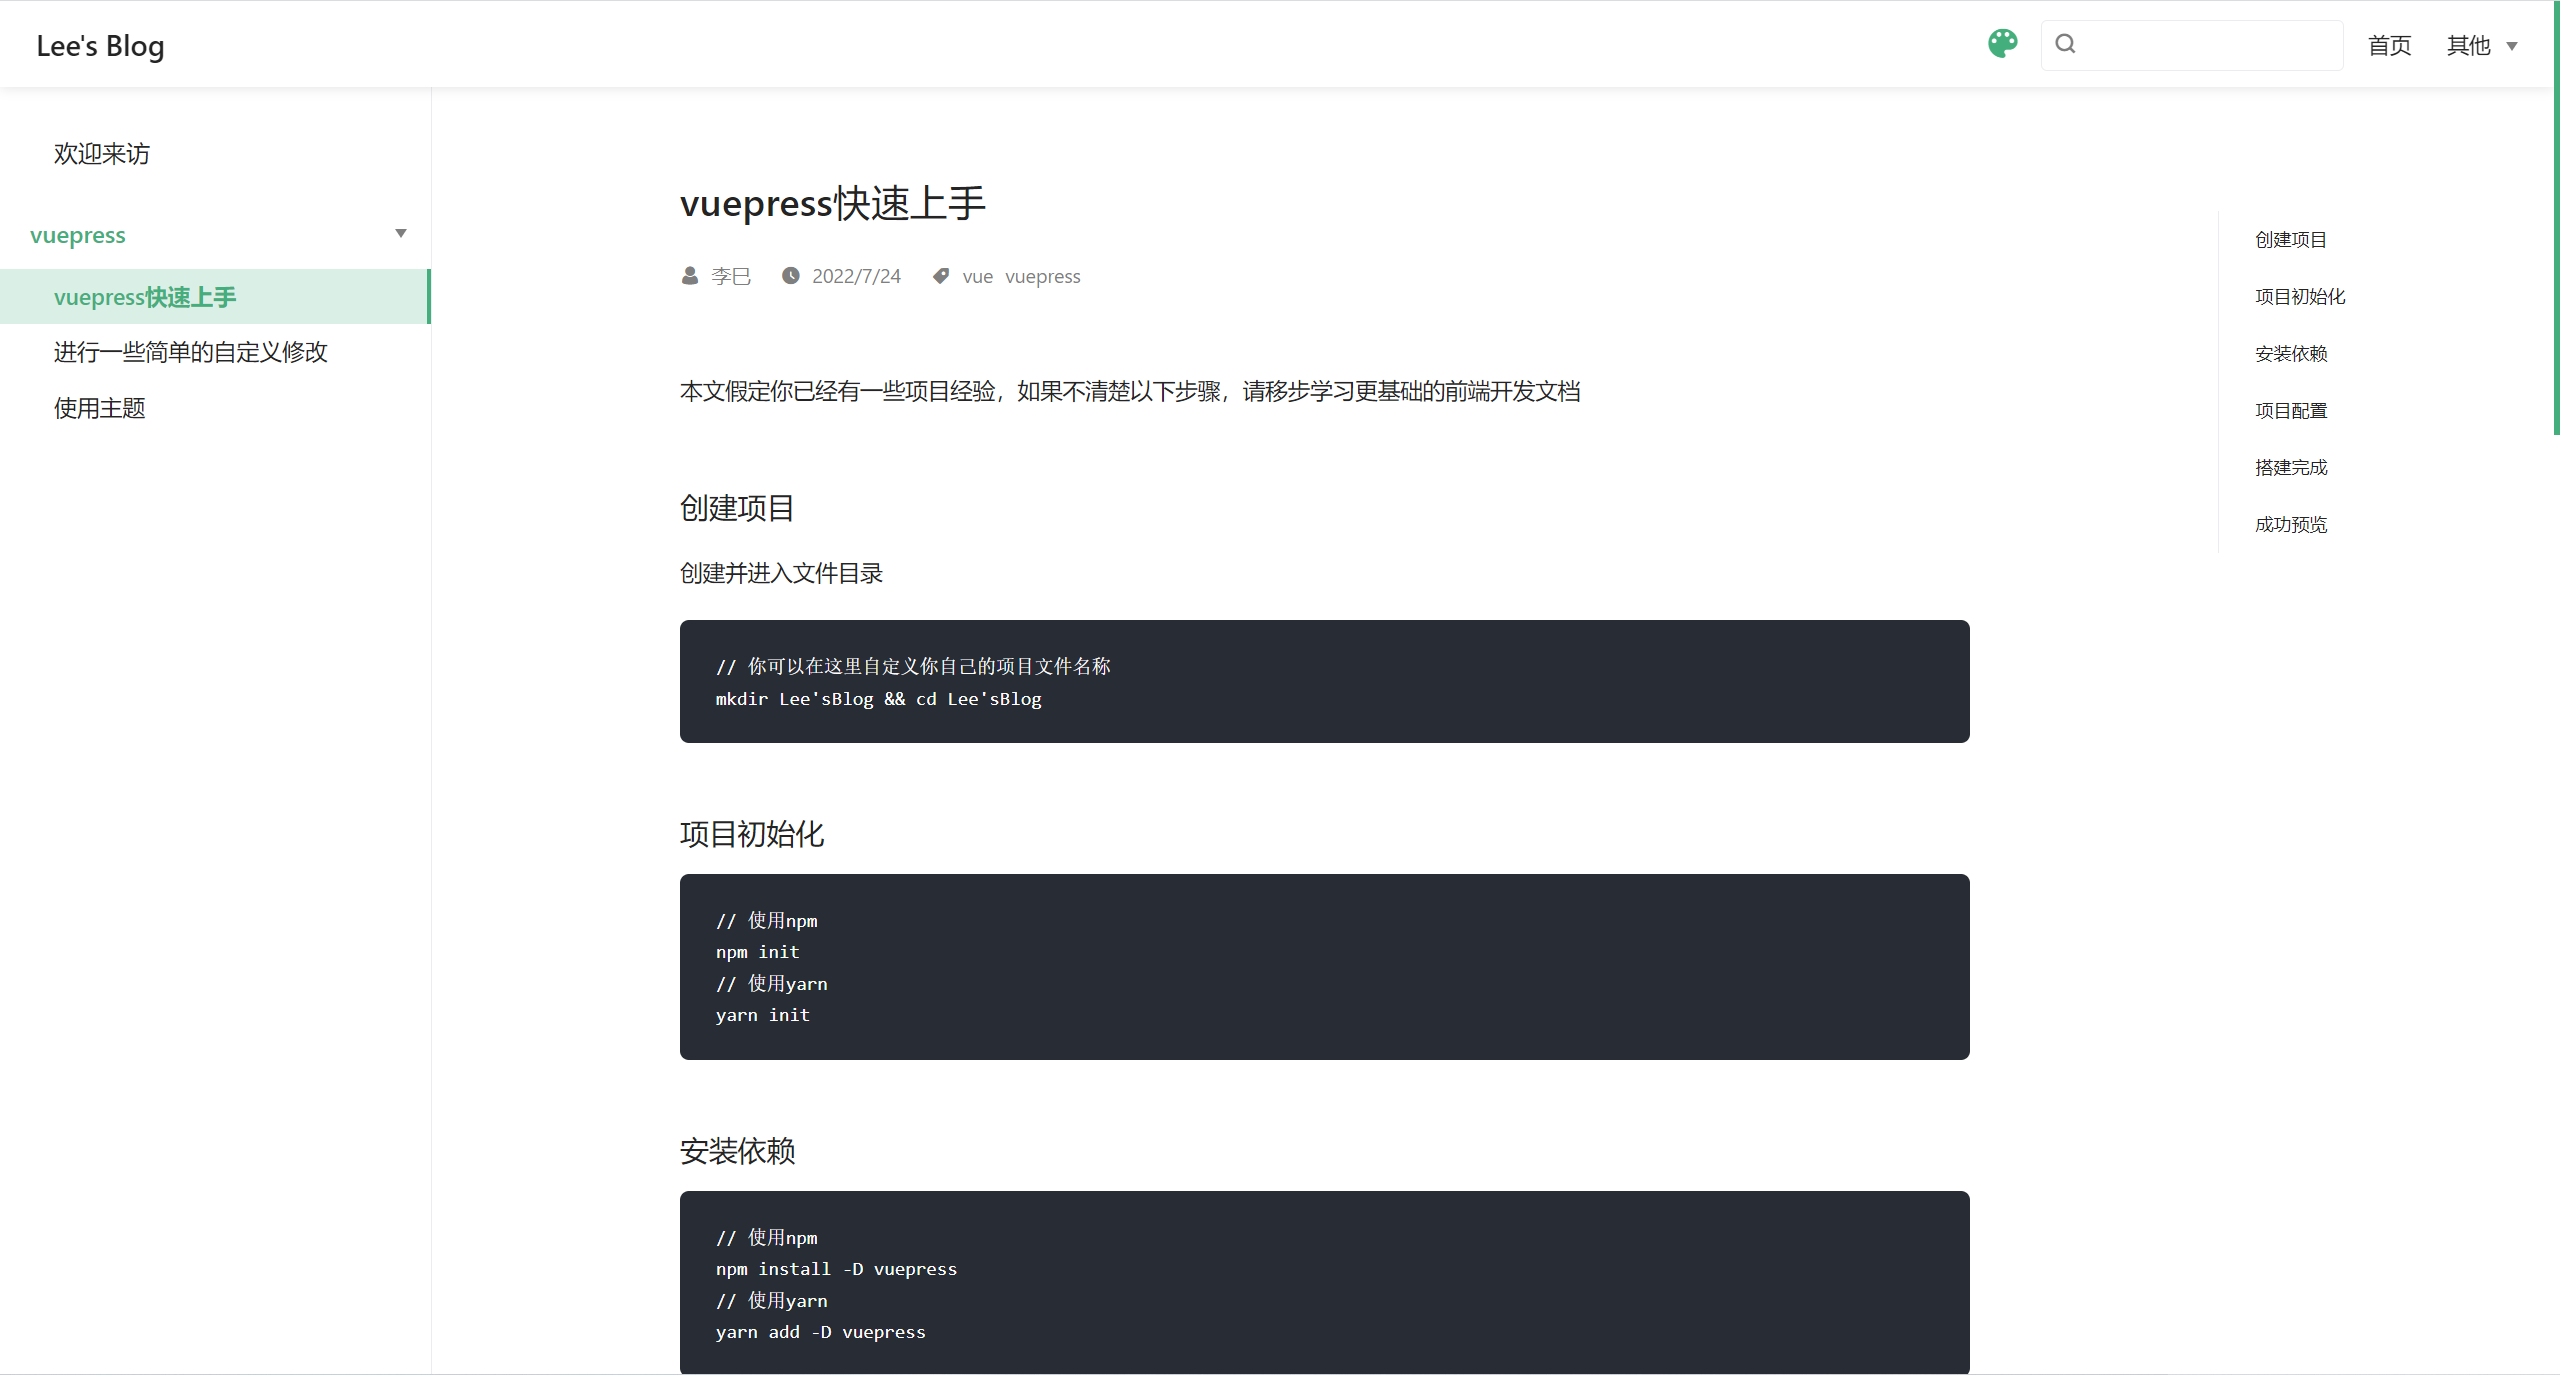 Lee's Blog
首页
其他
欢迎来访
vuepress
vuepress快速上手
进行一些简单的自定义修改
使用主题
vuepress快速上手
李巳 2022/7/24 vue vuepress
本文假定你已经有一些项目经验，如果不清楚以下步骤，请移步学习更基础的前端开发文档
创建项目
创建并进入文件目录
// 你可以在这里自定义你自己的项目文件名称
mkdir Lee'sBlog && cd Lee'sBlog
项目初始化
// 使用npm
npm init
// 使用yarn
yarn init
安装依赖
// 使用npm
npm install -D vuepress
// 使用yarn
yarn add -D vuepress
创建项目
项目初始化
安装依赖
项目配置
搭建完成
成功预览